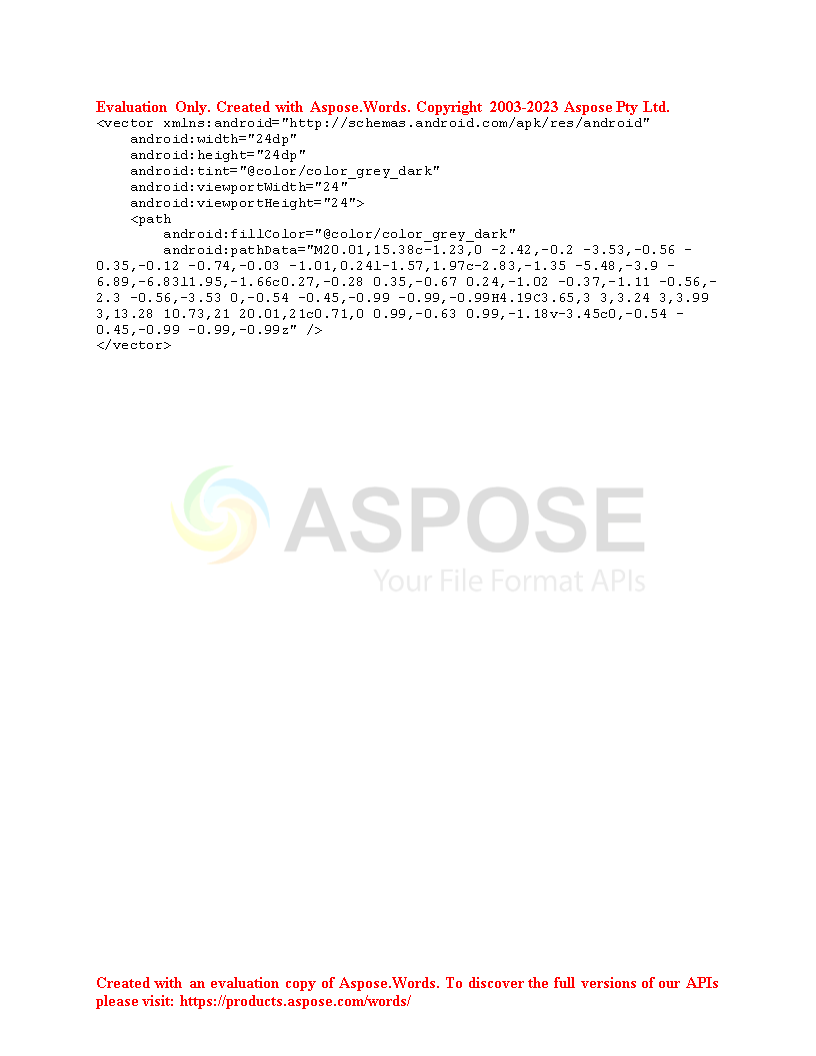 Evaluation Only. Created with Aspose.Words. Copyright 2003-2023 Aspose Pty Ltd.
<vector xmlns:android="http://schemas.android.com/apk/res/android"
    android:width="24dp"
    android:height="24dp"
    android:tint="@color/color_grey_dark"
    android:viewportWidth="24"
    android:viewportHeight="24">
    <path
        android:fillColor="@color/color_grey_dark"
        android:pathData="M20.01,15.38c-1.23,0 -2.42,-0.2 -3.53,-0.56 -
0.35,-0.12 -0.74,-0.03 -1.01,0.24l-1.57,1.97c-2.83,-1.35 -5.48,-3.9 -
6.89,-6.83l1.95,-1.66c0.27,-0.28 0.35,-0.67 0.24,-1.02 -0.37,-1.11 -0.56,-
2.3 -0.56,-3.53 0,-0.54 -0.45,-0.99 -0.99,-0.99H4.19C3.65,3 3,3.24 3,3.99
3,13.28 10.73,21 20.01,21c0.71,0 0.99,-0.63 0.99,-1.18v-3.45c0,-0.54 -
0.45,-0.99 -0.99,-0.99z" />
</vector>
ASPOSE
Your File Format APIs
Created with an evaluation copy of Aspose.Words. To discover the full versions of our APIs
please visit: https://products.aspose.com/words/